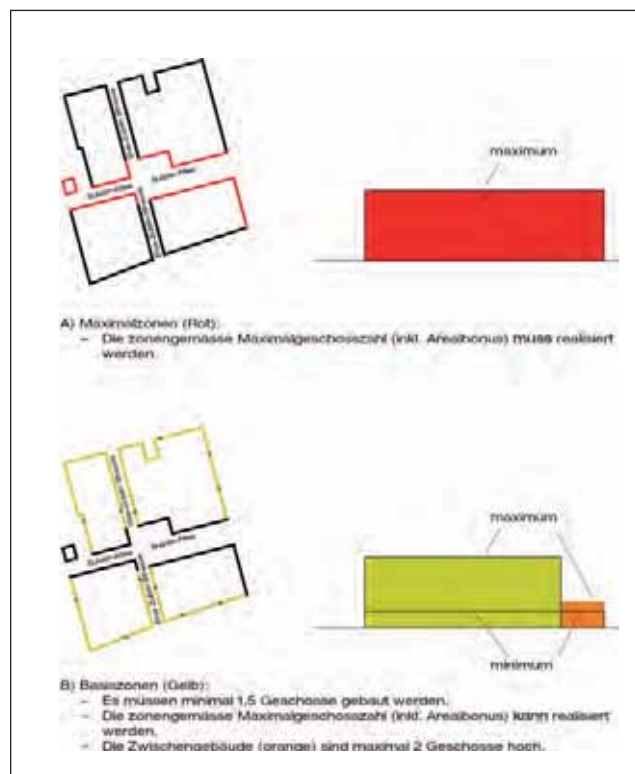 maximum
A) Maximalzonen (Rot):
– Die zonengemässe Maximalgeschosszahl (inkl. Arealbonus) muss realisiert
werden.
maximum
minimum
B) Basiszonen (Gelb):
– Es müssen minimal 1,5 Geschosse gebaut werden.
– Die zonengemässe Maximalgeschosszahl (inkl. Arealbonus) kann realisiert
werden.
– Die Zwischengebäude (orange) sind maximal 2 Geschosse hoch.